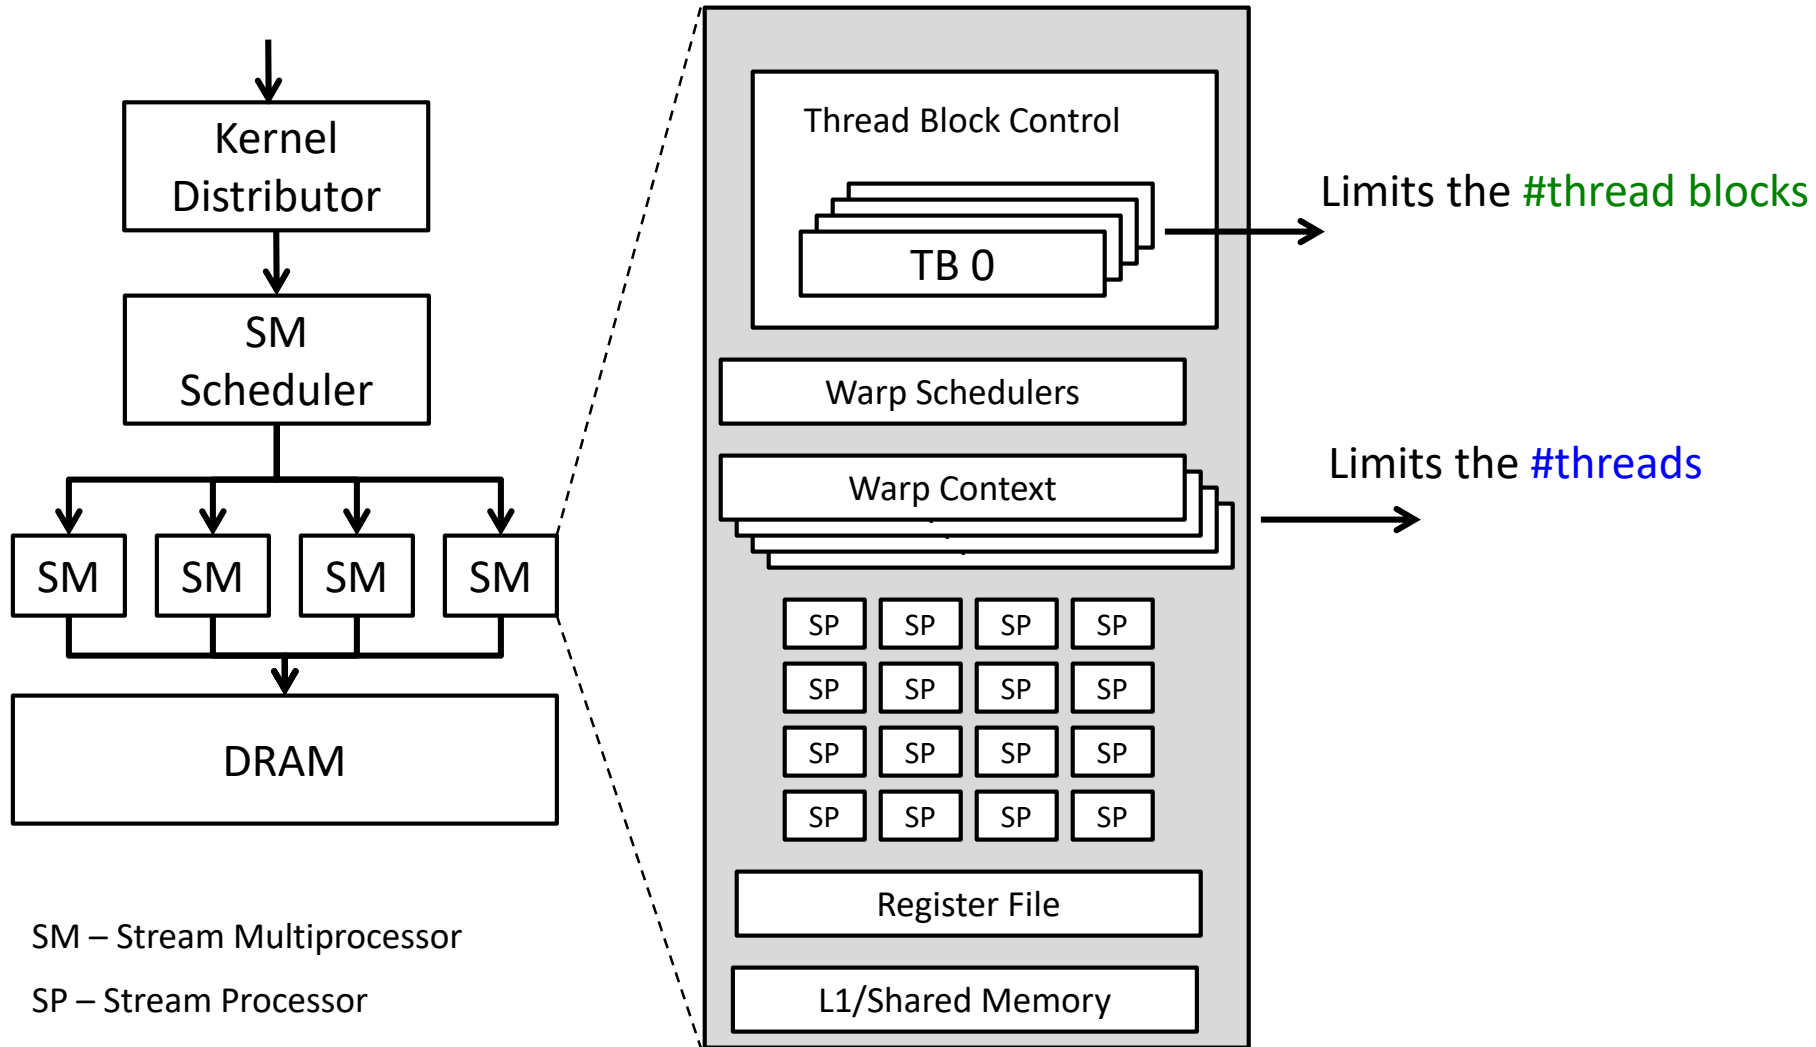 Kernel
Distributor
SM
Scheduler
SM SM SM SM
DRAM
SM – Stream Multiprocessor
SP – Stream Processor
Thread Block Control
TB 0
Warp Schedulers
Warp Context
SP SP SP SP
SP SP SP SP
SP SP SP SP
SP SP SP SP
Register File
L1/Shared Memory
Limits the #thread blocks
Limits the #threads